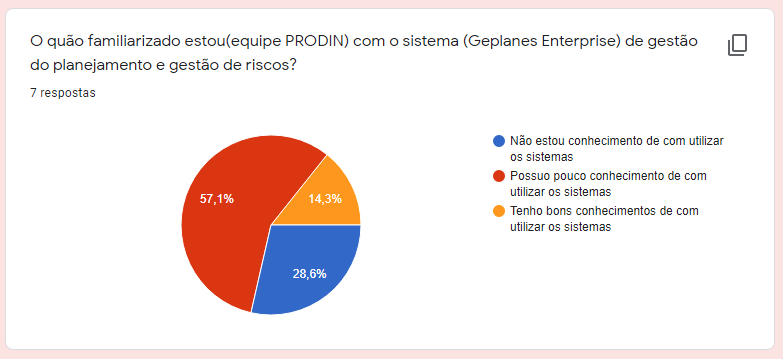 O quão familiarizado estou(equipe PRODIN) com o sistema (Geplanes Enterprise) de gestão
do planejamento e gestão de riscos?
7 respostas
57,1%
14,3%
28,6%
Não estou conhecimento de com utilizar
os sistemas
Possuo pouco conhecimento de com
utilizar os sistemas
Tenho bons conhecimentos de com
utilizar os sistemas